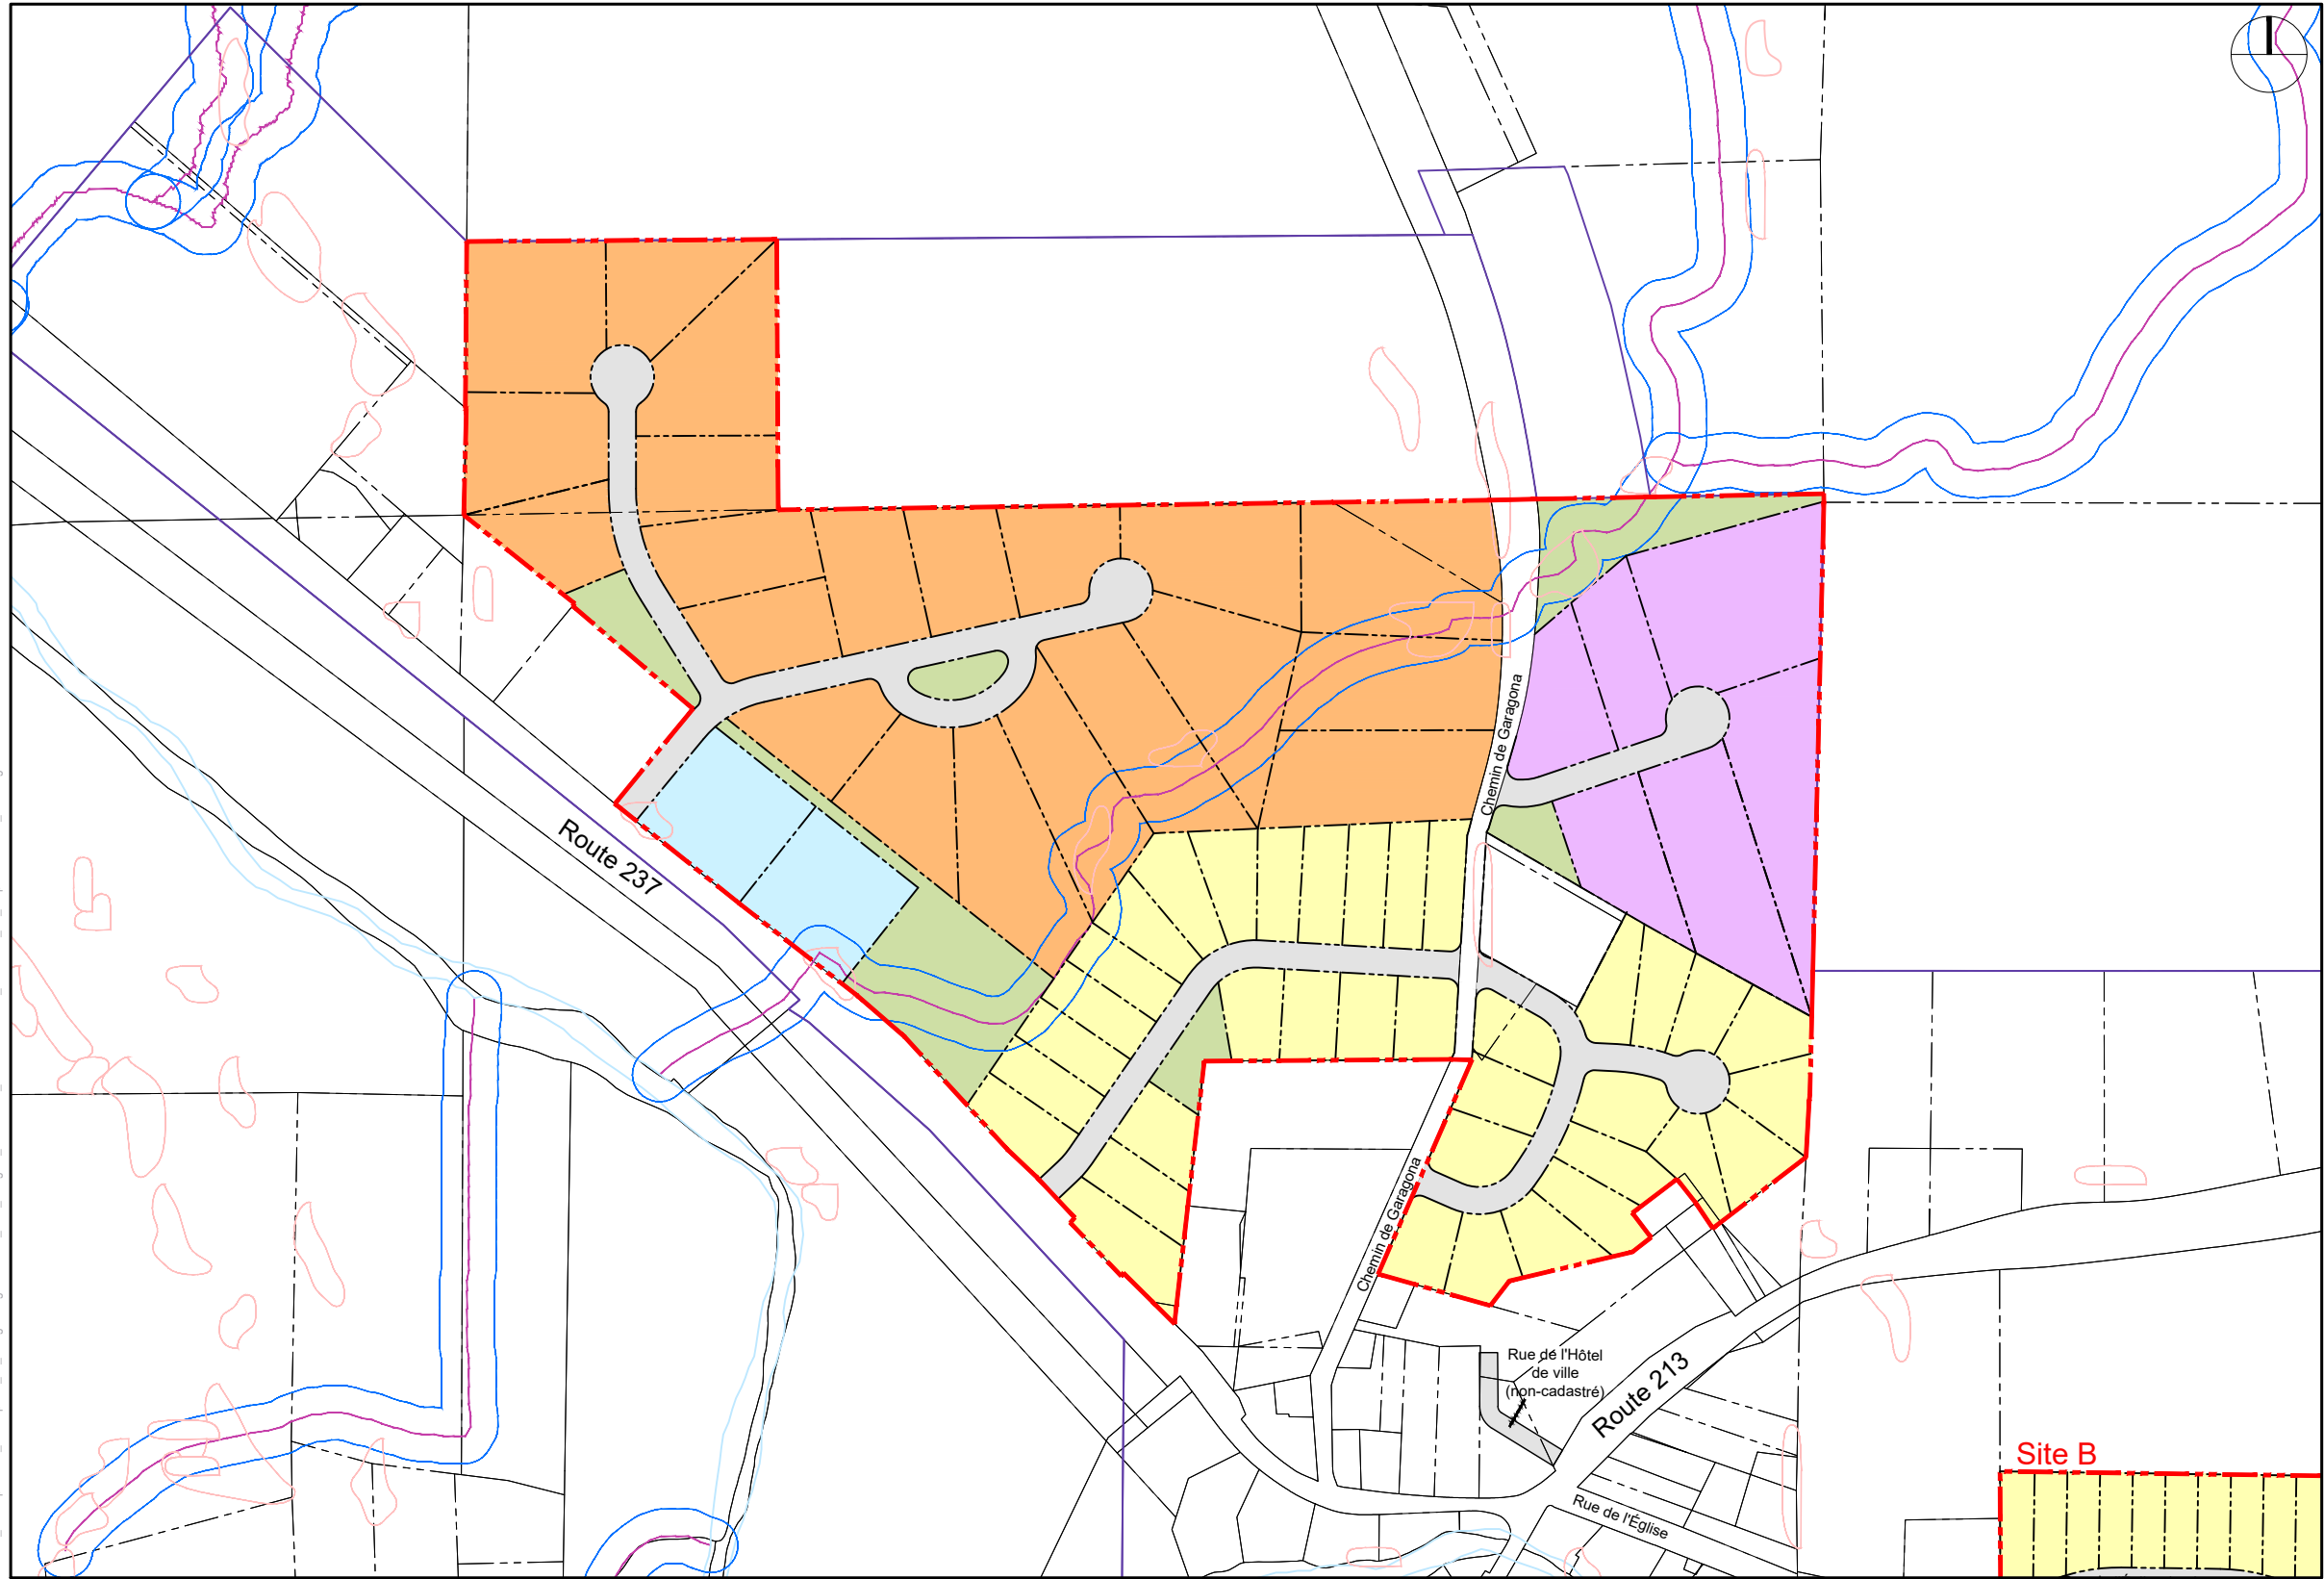 Chemin de Garagona
Route 237
Chemin de Garagona
Rue de l'Hôtel
de ville
(non-cadastré)
Route 213
Site B
Rue de l'Église